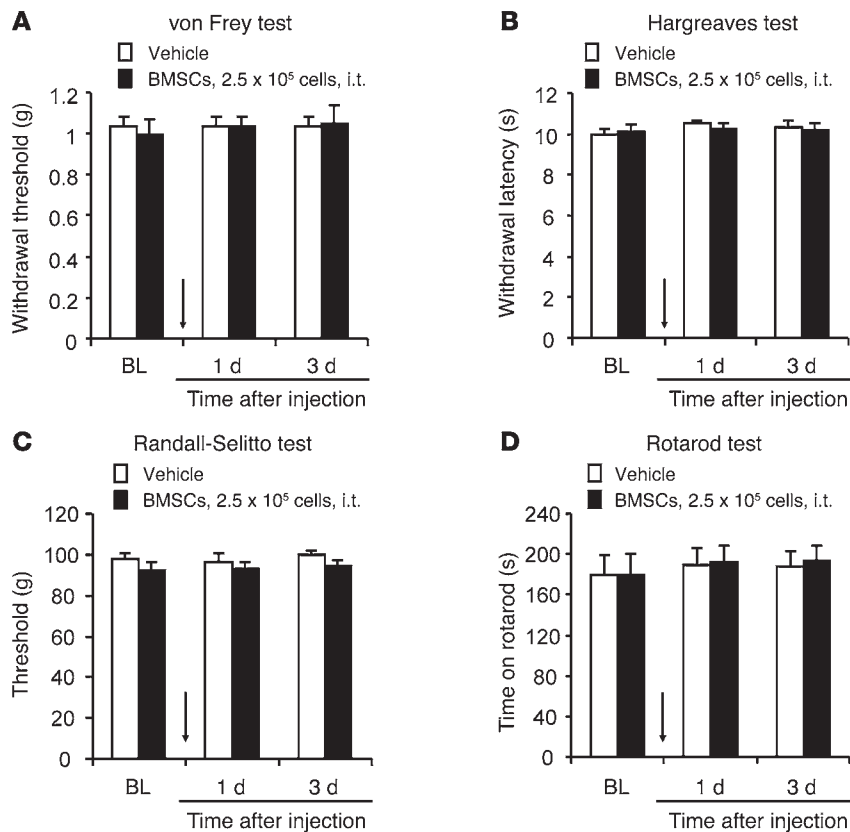 A
von Frey test
Vehicle
BMSCs, 2.5 x 10⁵ cells, i.t.
Withdrawal threshold (g)
1.2
1
0.8
0.6
0.4
0.2
0
BL
1 d
3 d
Time after injection
B
Hargreaves test
Vehicle
BMSCs, 2.5 x 10⁵ cells, i.t.
Withdrawal latency (s)
12
10
8
6
4
2
0
BL
1 d
3 d
Time after injection
C
Randall-Selitto test
Vehicle
BMSCs, 2.5 x 10⁵ cells, i.t.
Threshold (g)
120
100
80
60
40
20
0
BL
1 d
3 d
Time after injection
D
Rotarod test
Vehicle
BMSCs, 2.5 x 10⁵ cells, i.t.
Time on rotarod (s)
240
200
160
120
80
40
0
BL
1 d
3 d
Time after injection